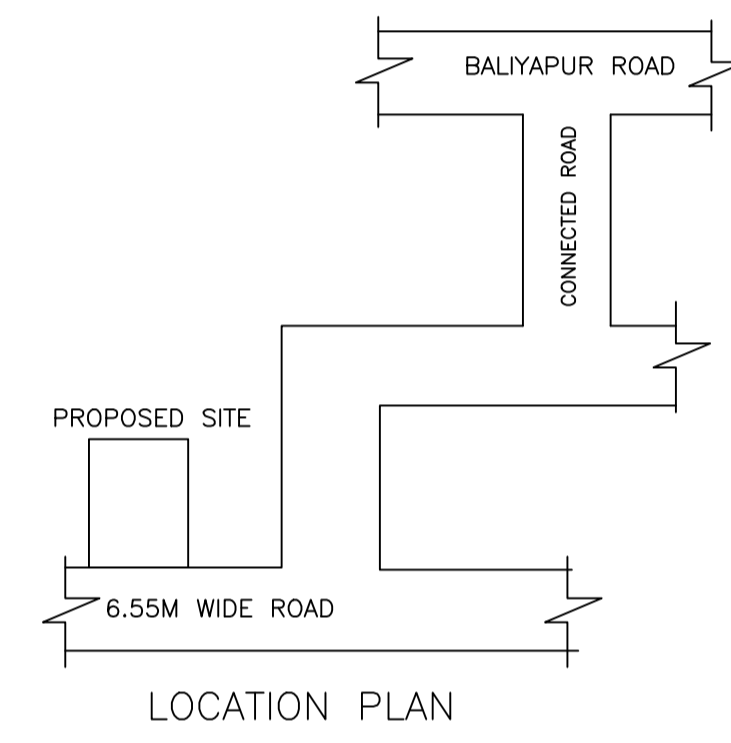 BALIYAPUR ROAD
CONNECTED ROAD
PROPOSED SITE
6.55M WIDE ROAD
LOCATION PLAN